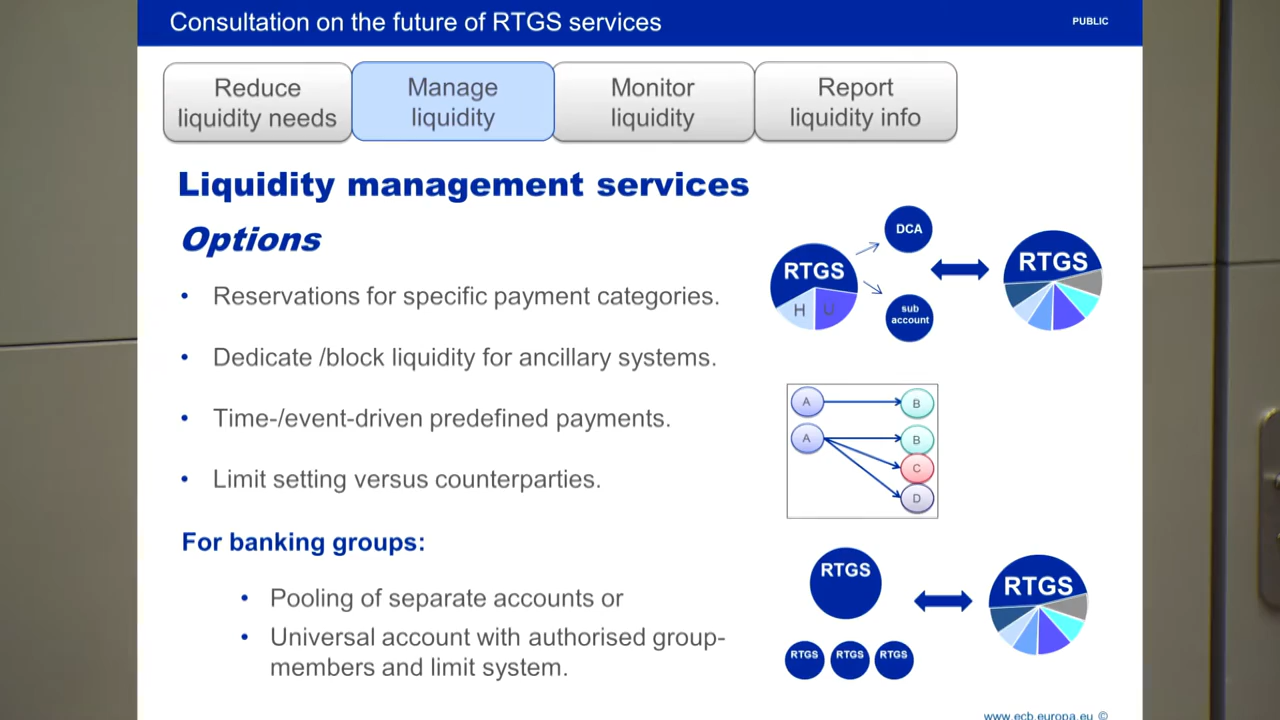 Consultation on the future of RTGS services
PUBLIC
Reduce
liquidity needs
Manage
liquidity
Monitor
liquidity
Report
liquidity info
Liquidity management services
Options
• Reservations for specific payment categories.
• Dedicate /block liquidity for ancillary systems.
• Time-/event-driven predefined payments.
• Limit setting versus counterparties.
For banking groups:
• Pooling of separate accounts or
• Universal account with authorised group-
members and limit system.
DCA
RTGS
H U
sub
account
RTGS
A B
A B
C
D
RTGS
RTGS RTGS RTGS
RTGS
www.ecb.europa.eu ©